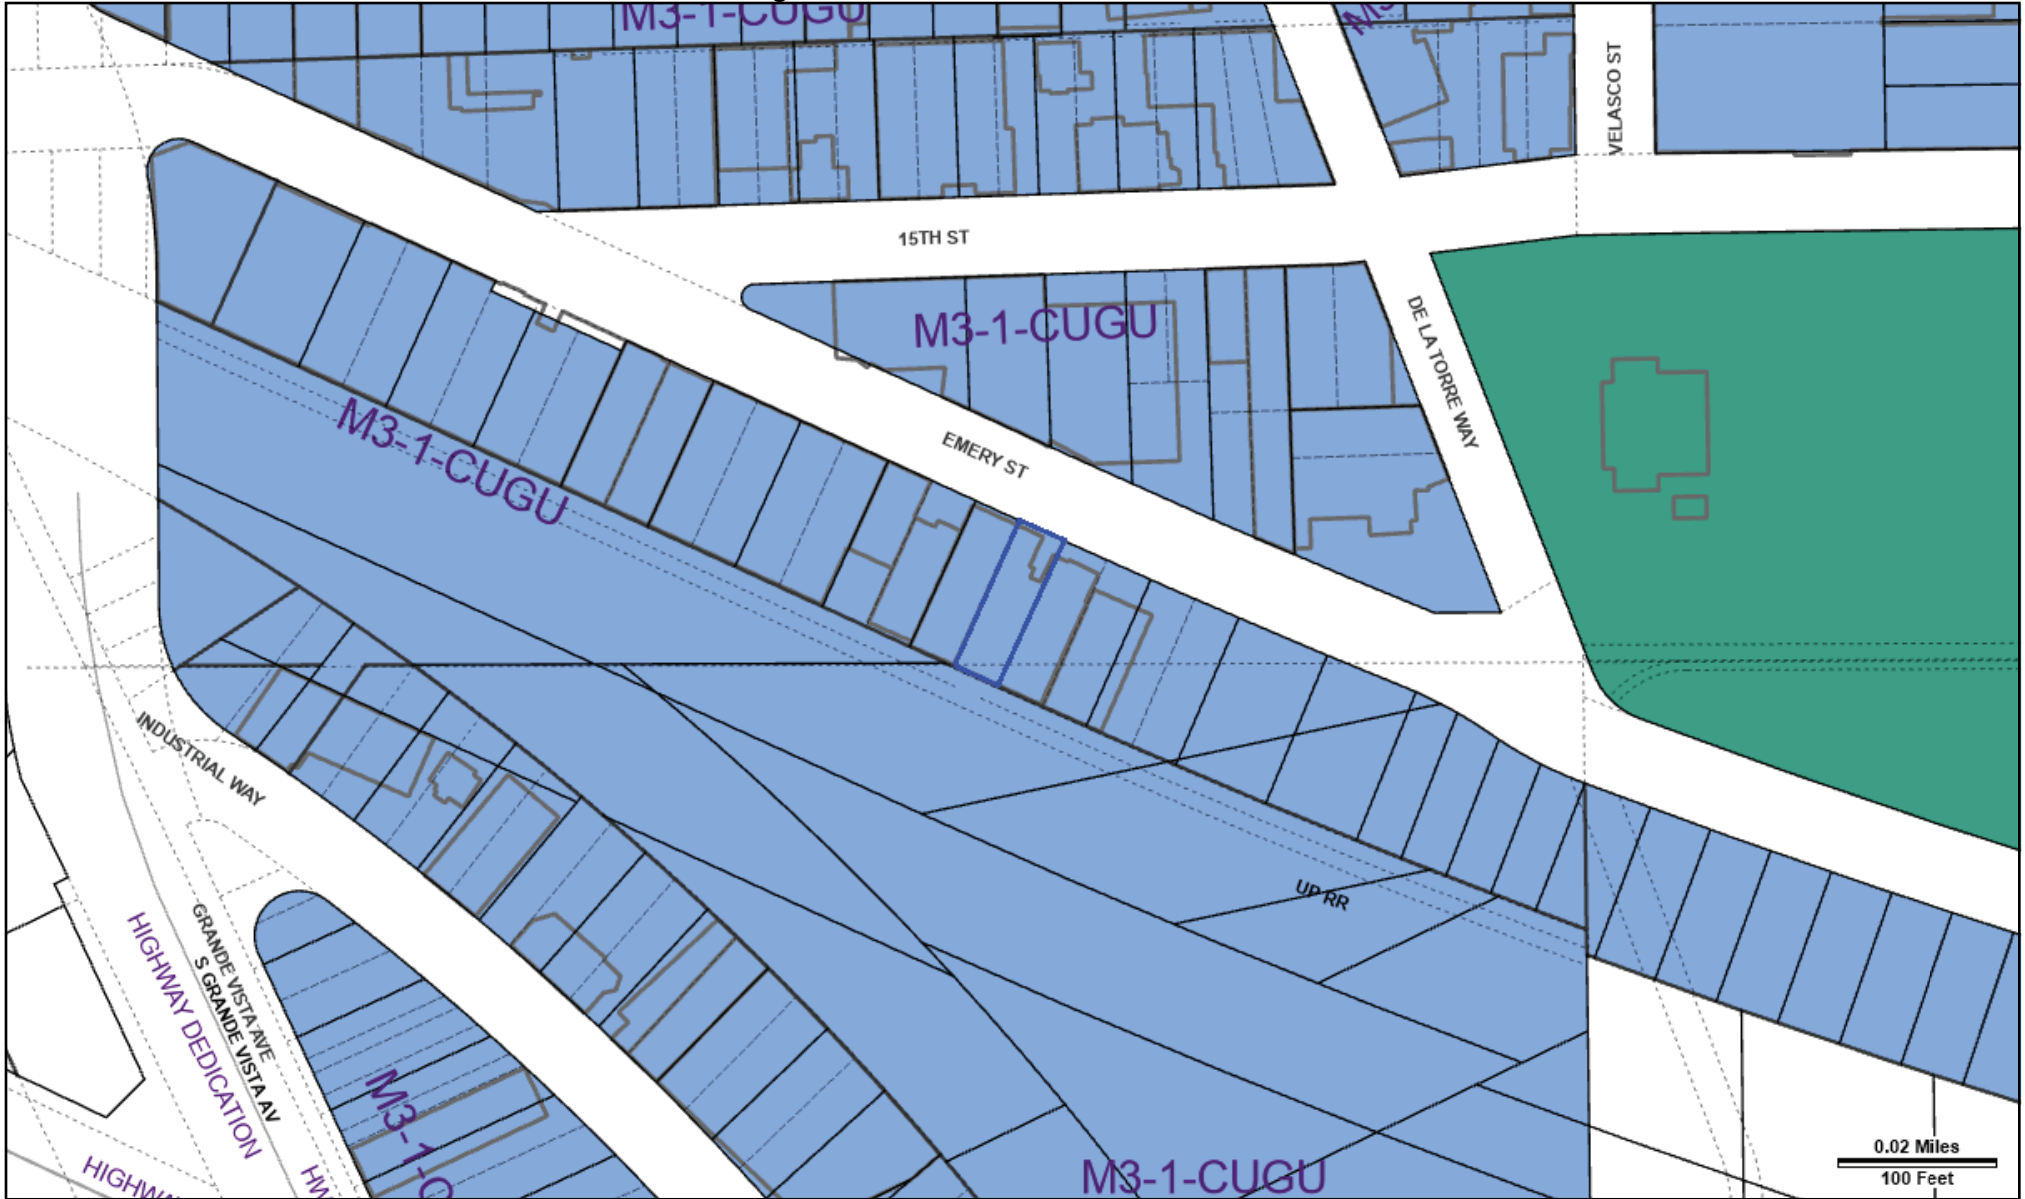 M3-1-CUGU
VELASCO ST
15TH ST
M3-1-CUGU
DE LA TORRE WAY
M3-1-CUGU
EMERY ST
INDUSTRIAL WAY
UP RR
GRANDE VISTA AVE
S GRANDE VISTA AV
HIGHWAY DEDICATION
M3-1-C
M3-1-CUGU
0.02 Miles
100 Feet